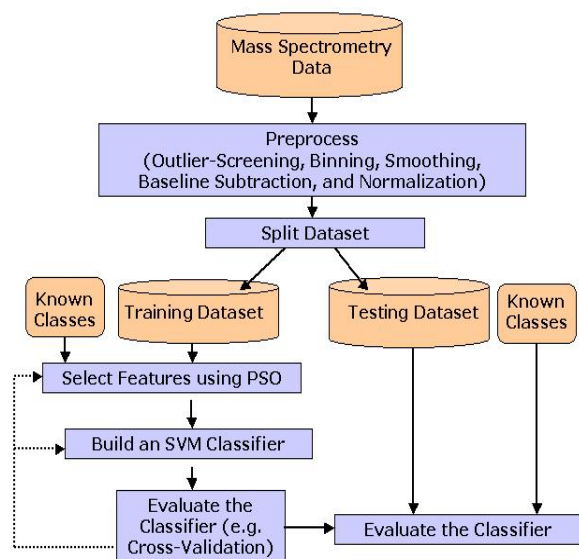 Mass Spectrometry
Data
Preprocess
(Outlier-Screening, Binning, Smoothing,
Baseline Subtraction, and Normalization)
Split Dataset
Known
Classes
Training Dataset
Testing Dataset
Known
Classes
Select Features using PSO
Build an SVM Classifier
Evaluate the
Classifier (e.g.
Cross-Validation)
Evaluate the Classifier